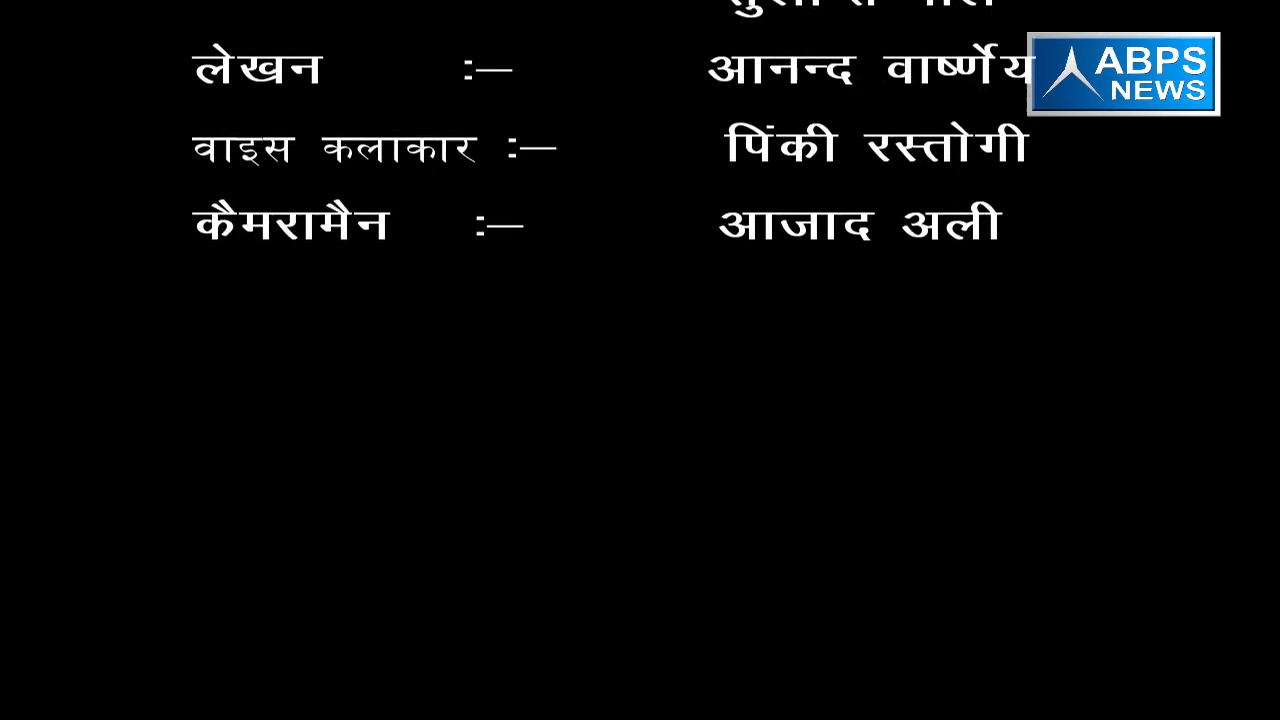 लेखन :— आनन्द वार्ष्णेय
ABPS
NEWS
वाइस कलाकार :— पिंकी रस्तोगी
कैमरामैन :— आजाद अली